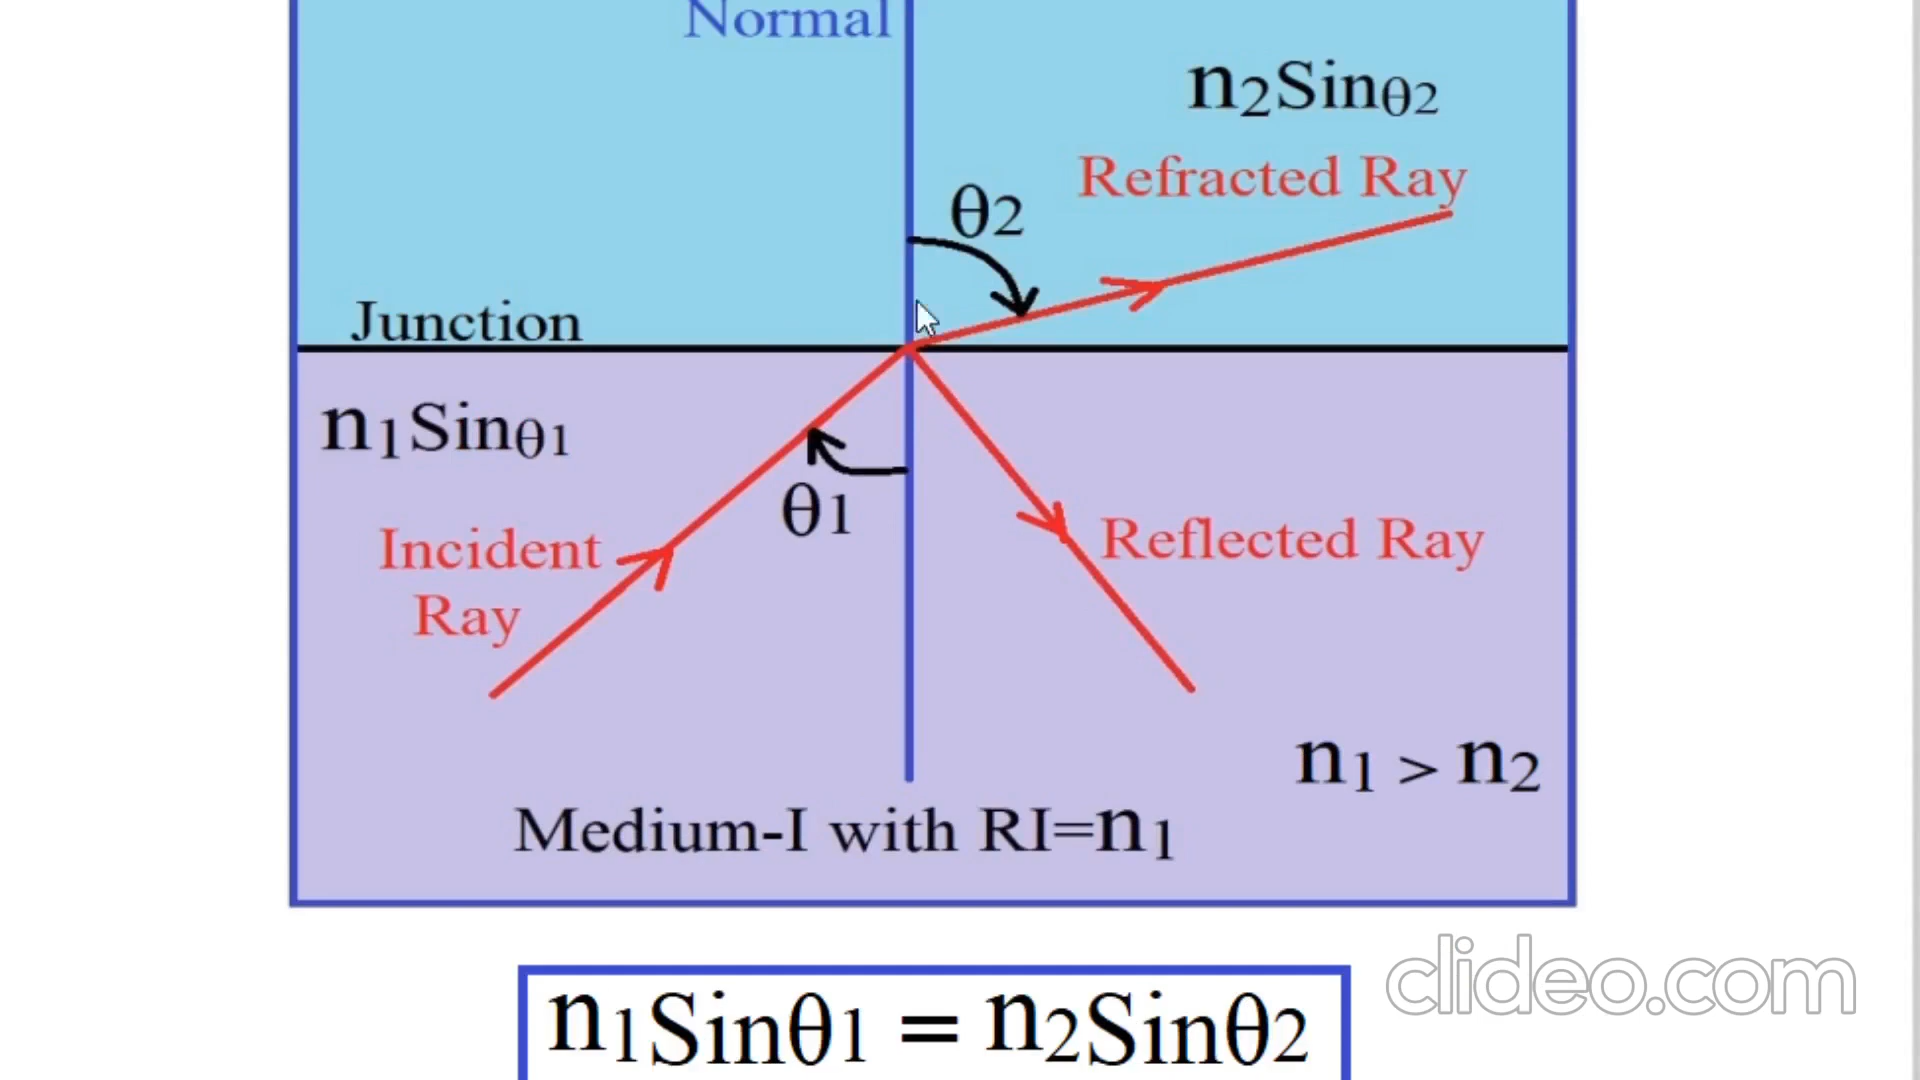 Normal
n2Sinθ2
Refracted Ray
θ2
Junction
n1Sinθ1
θ1
Incident
Ray
Reflected Ray
n1 > n2
Medium-I with RI=n1
clideo.com
n1Sinθ1 = n2Sinθ2